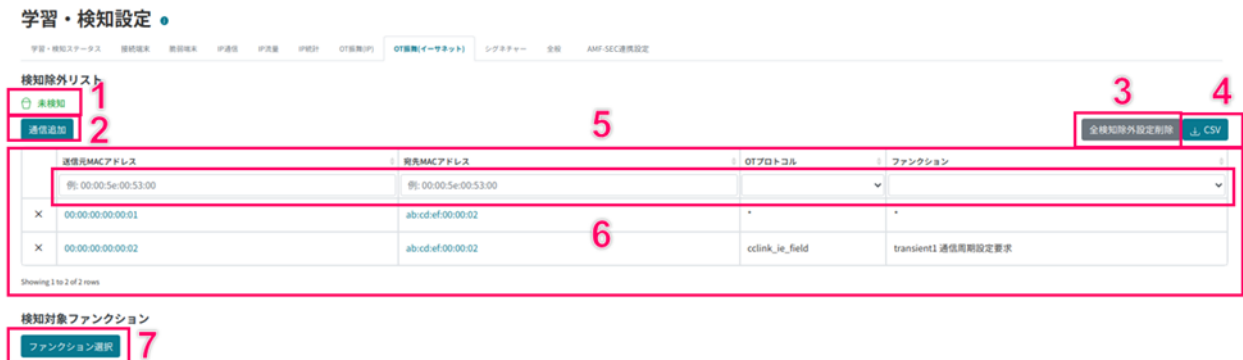 学習・検知設定
学習・検知ステータス 接続端末 脆弱端末 IP通信 IP流量 IP統計 OT振舞(IP) OT振舞(イーサネット) シグネチャー 全般 AMF-SEC連携設定
検知除外リスト
未検知 1
通信追加 2 5 全検知除外設定削除 3 CSV 4
送信元MACアドレス 宛先MACアドレス OTプロトコル ファンクション
例: 00:00:5e:00:53:00 例: 00:00:5e:00:53:00
× 00:00:00:00:00:01 ab:cd:ef:00:00:02 * *
6
× 00:00:00:00:00:02 ab:cd:ef:00:00:02 cclink_ie_field transient1 通信周期設定要求
Showing 1 to 2 of 2 rows
検知対象ファンクション
ファンクション選択 7